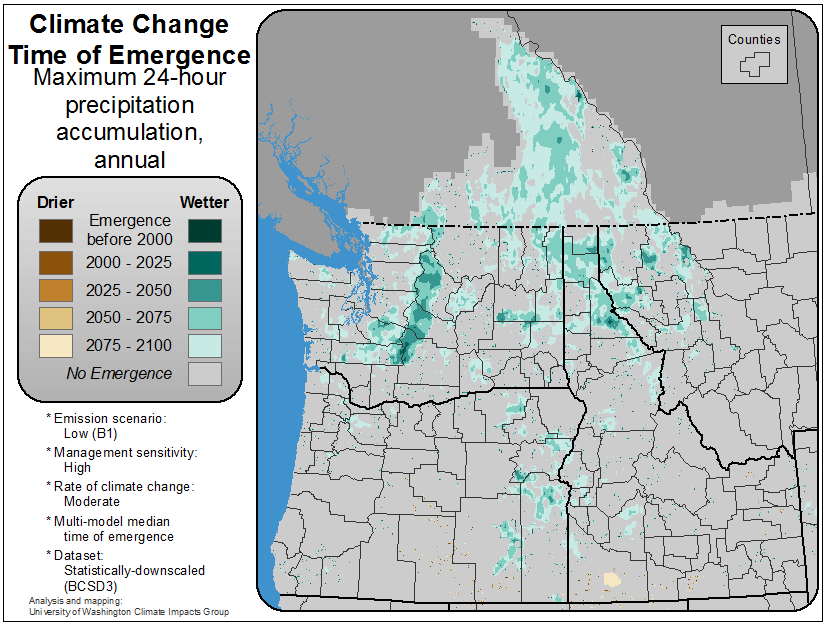 Climate Change
Time of Emergence
Maximum 24-hour
precipitation
accumulation,
annual
Drier Wetter
Emergence
before 2000
2000 - 2025
2025 - 2050
2050 - 2075
2075 - 2100
No Emergence
* Emission scenario:
Low (B1)
* Management sensitivity:
High
* Rate of climate change:
Moderate
* Multi-model median
time of emergence
* Dataset:
Statistically-downscaled
(BCSD3)
Analysis and mapping:
University of Washington Climate Impacts Group
Counties